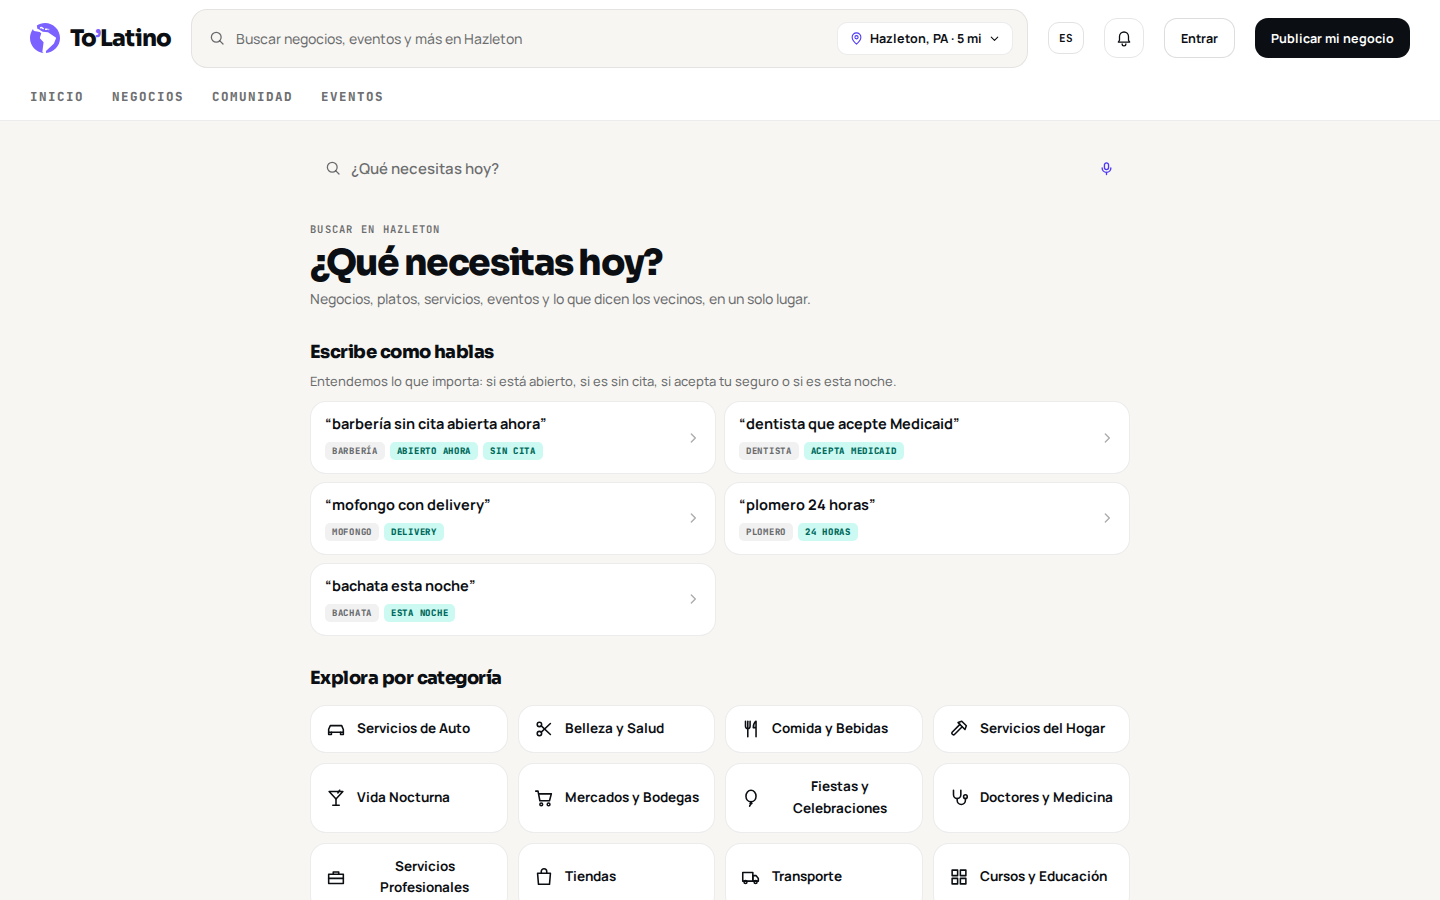 To'Latino
Buscar negocios, eventos y más en Hazleton
Hazleton, PA · 5 mi
ES
Entrar
Publicar mi negocio
INICIO
NEGOCIOS
COMUNIDAD
EVENTOS
¿Qué necesitas hoy?
BUSCAR EN HAZLETON
¿Qué necesitas hoy?
Negocios, platos, servicios, eventos y lo que dicen los vecinos, en un solo lugar.
Escribe como hablas
Entendemos lo que importa: si está abierto, si es sin cita, si acepta tu seguro o si es esta noche.
“barbería sin cita abierta ahora”
BARBERÍA ABIERTO AHORA SIN CITA
“dentista que acepte Medicaid”
DENTISTA ACEPTA MEDICAID
“mofongo con delivery”
MOFONGO DELIVERY
“plomero 24 horas”
PLOMERO 24 HORAS
“bachata esta noche”
BACHATA ESTA NOCHE
Explora por categoría
Servicios de Auto
Belleza y Salud
Comida y Bebidas
Servicios del Hogar
Vida Nocturna
Mercados y Bodegas
Fiestas y
Celebraciones
Doctores y Medicina
Servicios
Profesionales
Tiendas
Transporte
Cursos y Educación